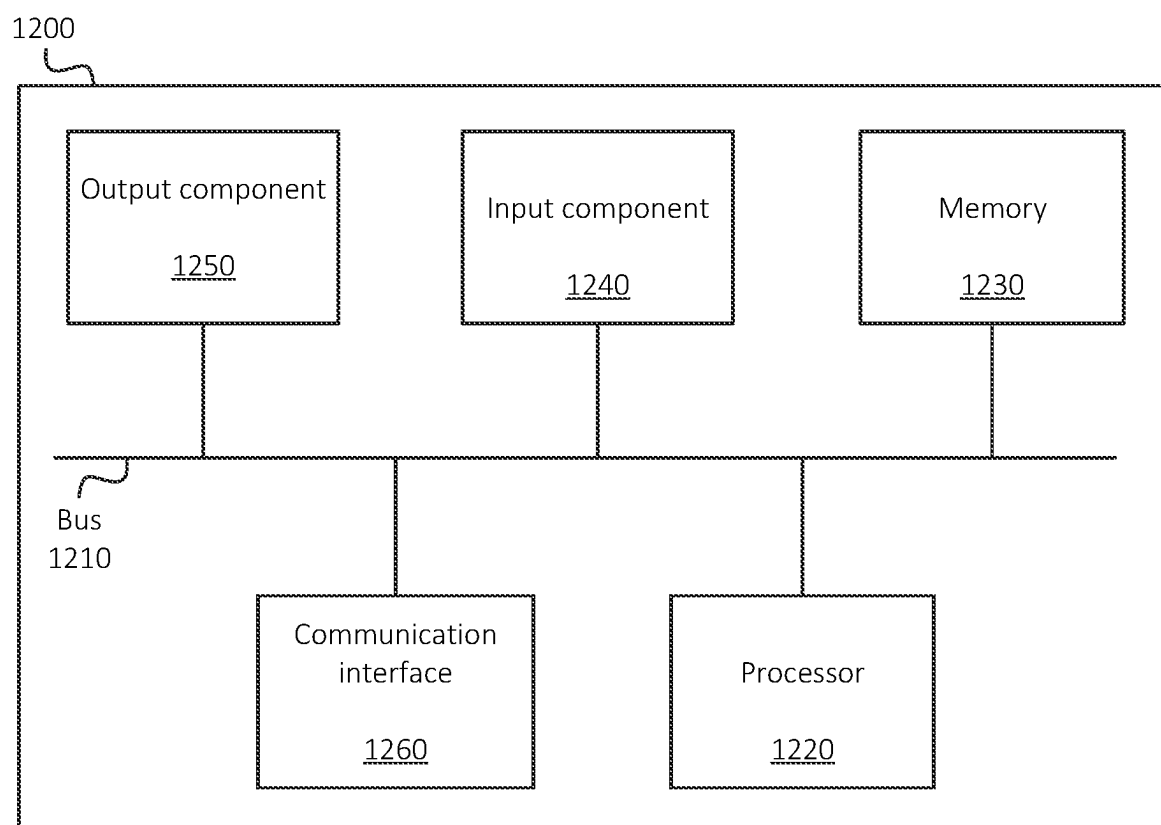 1200
Output component
1250
Input component
1240
Memory
1230
Bus
1210
Communication
interface
1260
Processor
1220